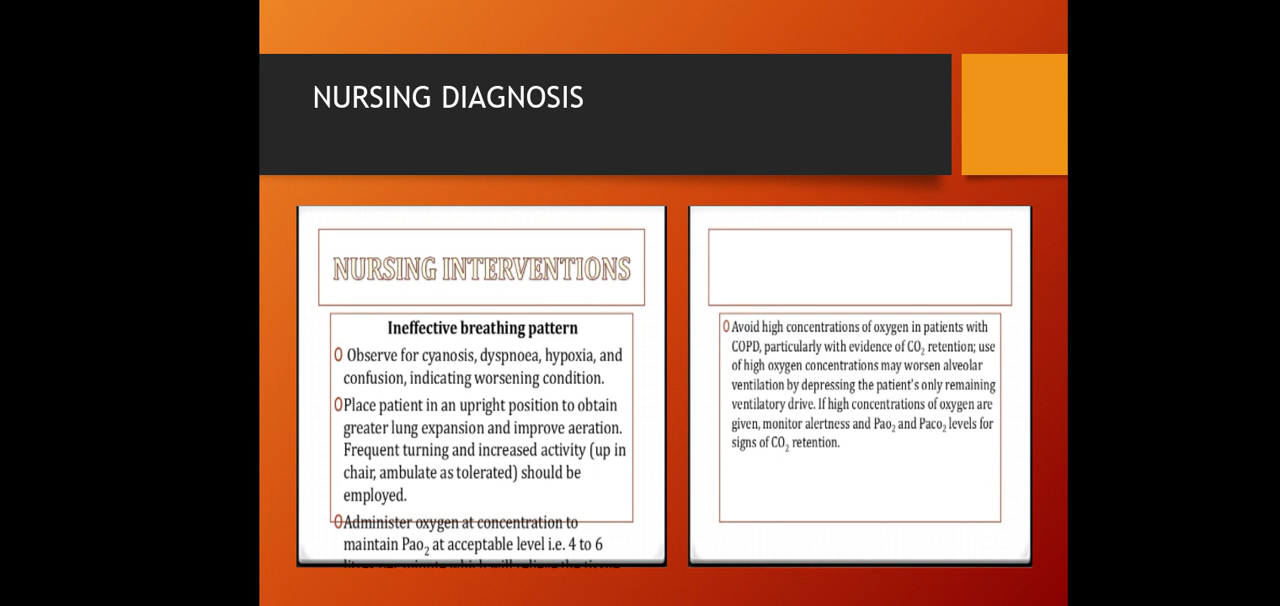 NURSING DIAGNOSIS
NURSING INTERVENTIONS
Ineffective breathing pattern
Observe for cyanosis, dyspnoea, hypoxia, and
confusion, indicating worsening condition.
Place patient in an upright position to obtain
greater lung expansion and improve aeration.
Frequent turning and increased activity (up in
chair, ambulate as tolerated) should be
employed.
Administer oxygen at concentration to
maintain Pao₂ at acceptable level i.e. 4 to 6
Avoid high concentrations of oxygen in patients with
COPD, particularly with evidence of CO₂ retention; use
of high oxygen concentrations may worsen alveolar
ventilation by depressing the patient's only remaining
ventilatory drive. If high concentrations of oxygen are
given, monitor alertness and Pao₂ and Paco₂ levels for
signs of CO₂ retention.